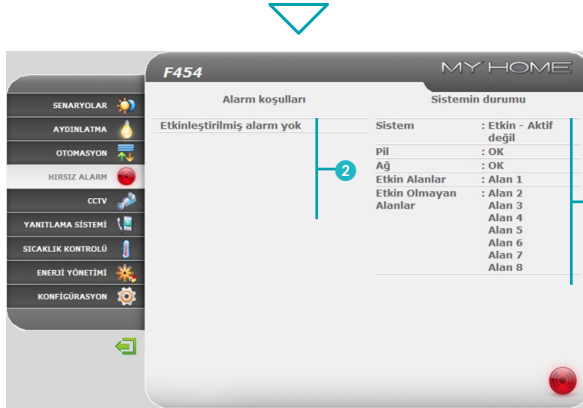 F454
MY HOME
SENARYOLAR
AYDINLATMA
OTOMASYON
HIRSIZ ALARM
CCTV
YANITLAMA SİSTEMİ
SICAKLIK KONTROLÜ
ENERJİ YÖNETİMİ
KONFİGÜRASYON
Alarm koşulları
Etkinleştirilmiş alarm yok
2
Sistemin durumu
Sistem : Etkin - Aktif
değil
Pil : OK
Ağ : OK
Etkin Alanlar : Alan 1
Etkin Olmayan : Alan 2
Alanlar Alan 3
Alan 4
Alan 5
Alan 6
Alan 7
Alan 8